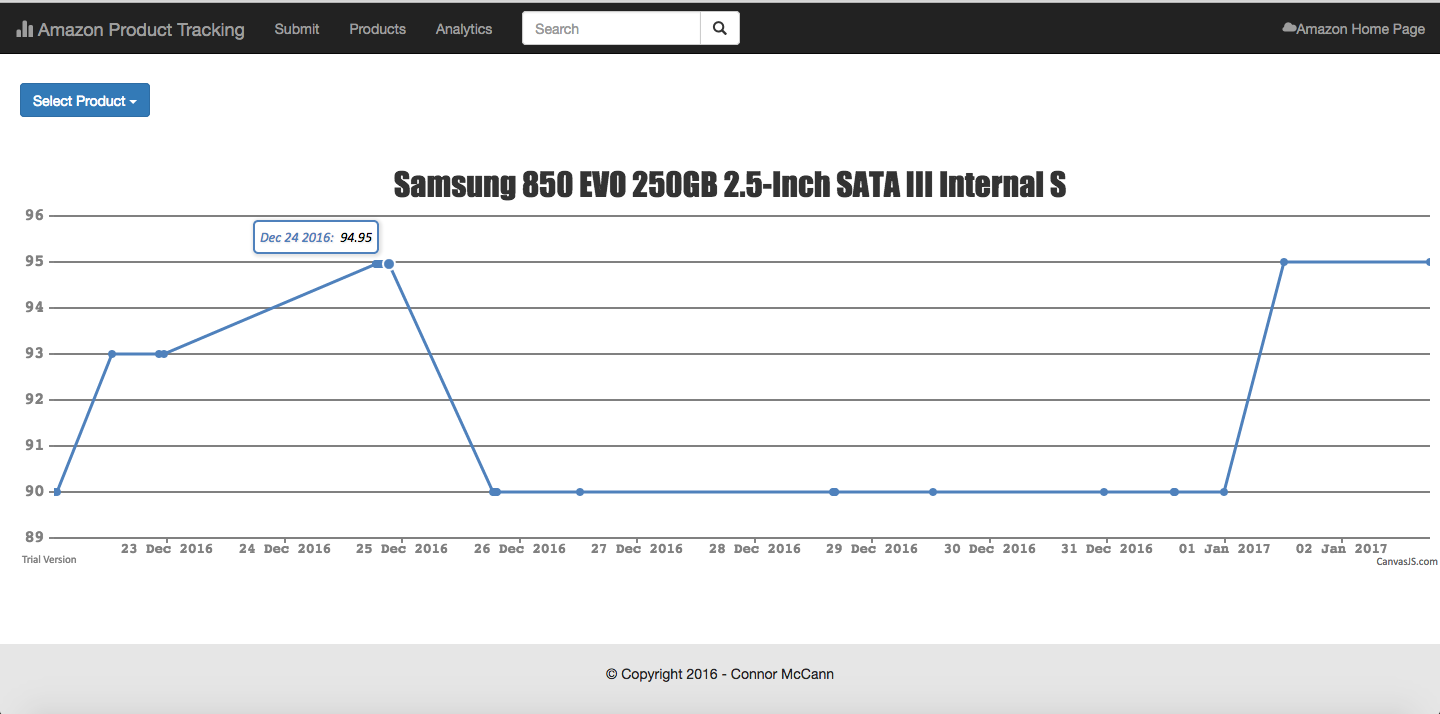 Amazon Product Tracking Submit Products Analytics Search Amazon Home Page
Select Product
Samsung 850 EVO 250GB 2.5-Inch SATA III Internal S
96
Dec 24 2016: 94.95
95
94
93
92
91
90
89
23 Dec 2016 24 Dec 2016 25 Dec 2016 26 Dec 2016 27 Dec 2016 28 Dec 2016 29 Dec 2016 30 Dec 2016 31 Dec 2016 01 Jan 2017 02 Jan 2017
Trial Version CanvasJS.com
© Copyright 2016 - Connor McCann